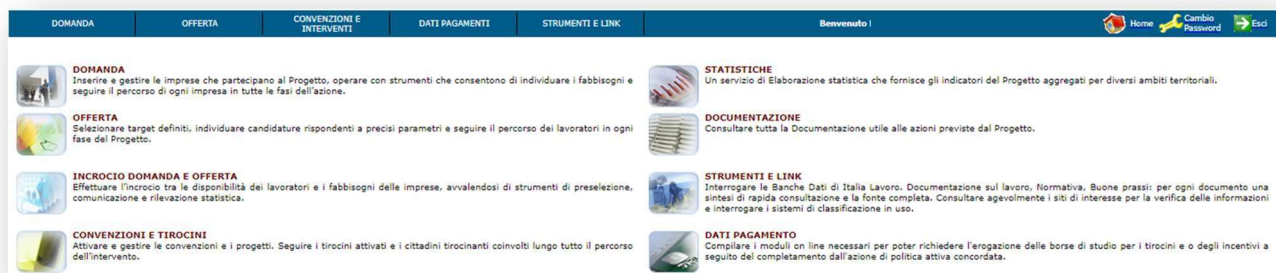 DOMANDA
OFFERTA
CONVENZIONI E
INTERVENTI
DATI PAGAMENTI
STRUMENTI E LINK
Benvenuto
Home
Cambio
Password
Esci
DOMANDA
Inserire e gestire le imprese che partecipano al Progetto, operare con strumenti che consentono di individuare i fabbisogni e
seguire il percorso di ogni impresa in tutte le fasi dell'azione.
OFFERTA
Selezionare target definiti, individuare candidature rispondenti a precisi parametri e seguire il percorso dei lavoratori in ogni
fase del Progetto.
INCROCIO DOMANDA E OFFERTA
Effettuare l'incrocio tra le disponibilità dei lavoratori e i fabbisogni delle imprese, avvalendosi di strumenti di preselezione,
comunicazione e rilevazione statistica.
CONVENZIONI E TIROCINI
Attivare e gestire le convenzioni e i progetti. Seguire i tirocini attivati e i cittadini tirocinanti coinvolti lungo tutto il percorso
dell'intervento.
STATISTICHE
Un servizio di Elaborazione statistica che fornisce gli indicatori del Progetto aggregati per diversi ambiti territoriali.
DOCUMENTAZIONE
Consultare tutta la Documentazione utile alle azioni previste dal Progetto.
STRUMENTI E LINK
Interrogare le Banche Dati di Italia Lavoro. Documentazione sul lavoro, Normativa, Buone prassi: per ogni documento una
sintesi di rapida consultazione e la fonte completa. Consultare agevolmente i siti di interesse per la verifica delle informazioni
e interrogare i sistemi di classificazione in uso.
DATI PAGAMENTO
Compilare i moduli on line necessari per poter richiedere l'erogazione delle borse di studio per i tirocini e o degli incentivi a
seguito del completamento dall'azione di politica attiva concordata.